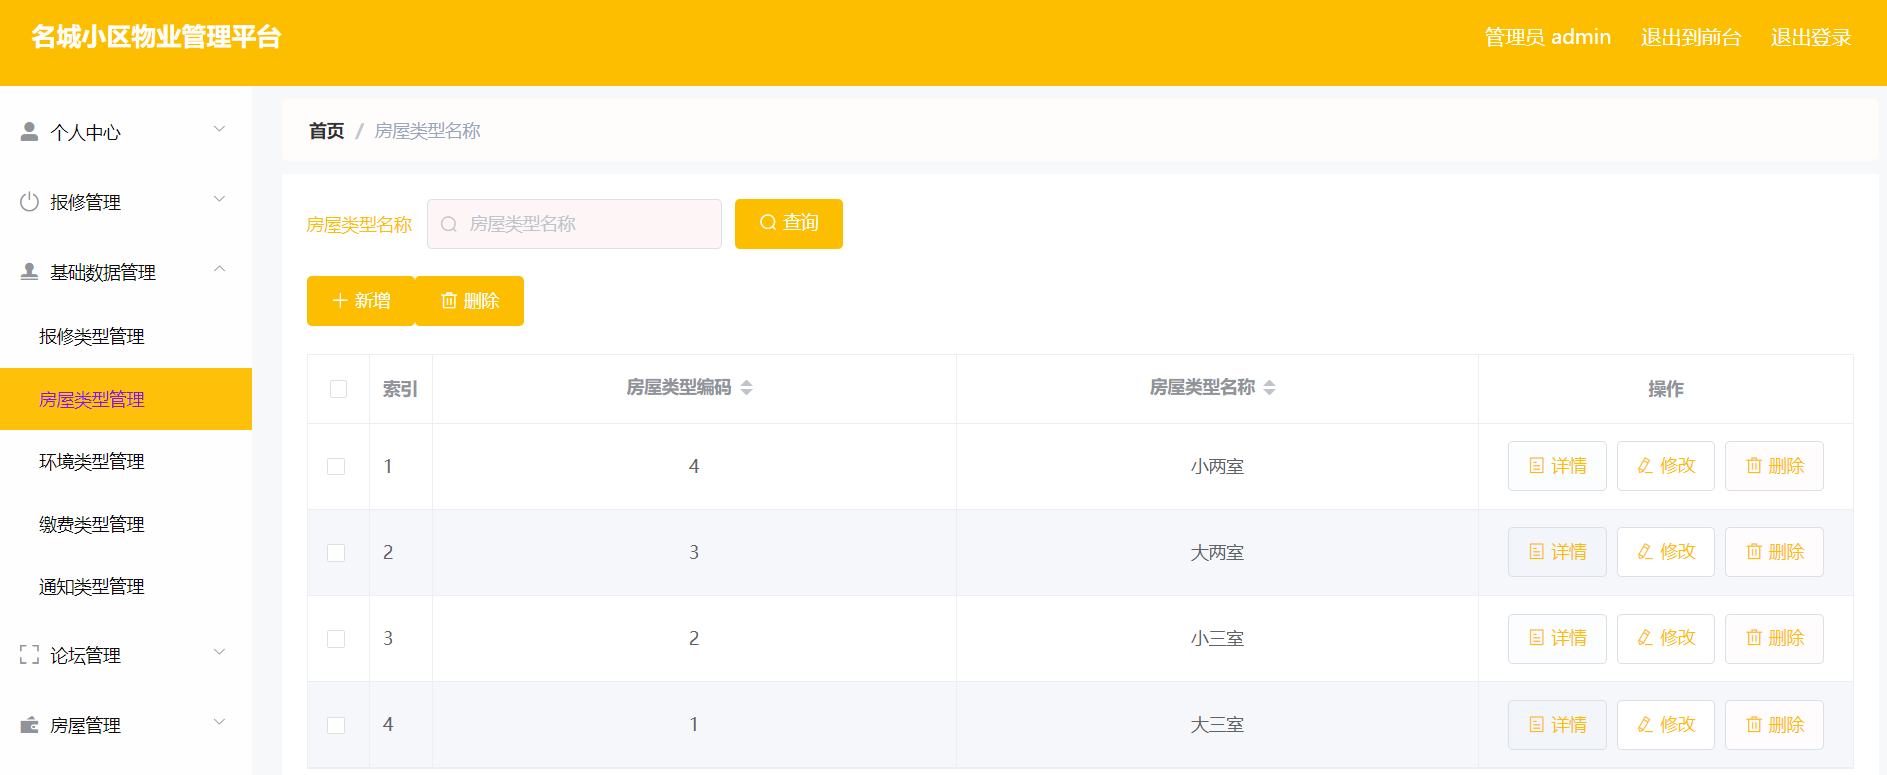 名城小区物业管理平台
管理员 admin 退出到前台 退出登录
个人中心
报修管理
基础数据管理
报修类型管理
房屋类型管理
环境类型管理
缴费类型管理
通知类型管理
论坛管理
房屋管理
首页 / 房屋类型名称
房屋类型名称 房屋类型名称 查询
新增 删除
索引 房屋类型编码 房屋类型名称 操作
1 4 小两室 详情 修改 删除
2 3 大两室 详情 修改 删除
3 2 小三室 详情 修改 删除
4 1 大三室 详情 修改 删除